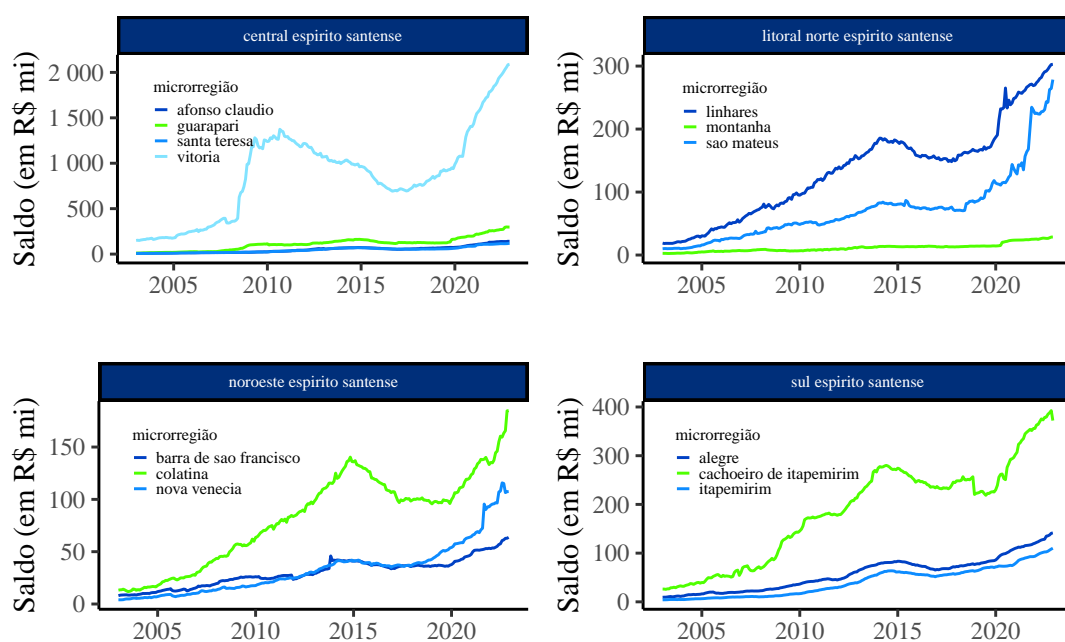 central espirito santense
Saldo (em R$ mi)
2 000
1 500
1 000
500
0
microrregião
afonso claudio
guarapari
santa teresa
vitoria
2005 2010 2015 2020
litoral norte espirito santense
Saldo (em R$ mi)
300
200
100
0
microrregião
linhares
montanha
sao mateus
2005 2010 2015 2020
noroeste espirito santense
Saldo (em R$ mi)
150
100
50
0
microrregião
barra de sao francisco
colatina
nova venecia
2005 2010 2015 2020
sul espirito santense
Saldo (em R$ mi)
400
300
200
100
0
microrregião
alegre
cachoeiro de itapemirim
itapemirim
2005 2010 2015 2020